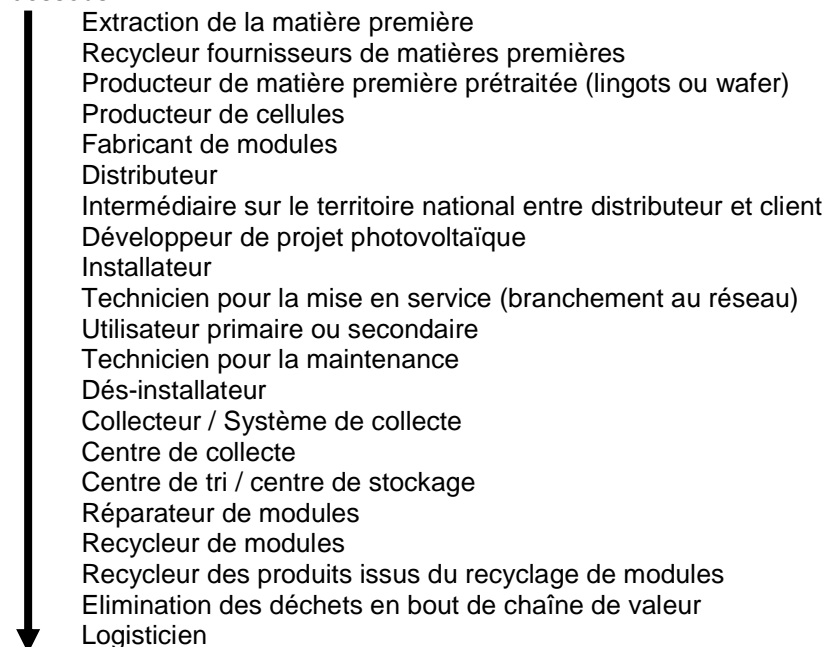 Extraction de la matière première
Recycleur fournisseurs de matières premières
Producteur de matière première prétraitée (lingots ou wafer)
Producteur de cellules
Fabricant de modules
Distributeur
Intermédiaire sur le territoire national entre distributeur et client
Développeur de projet photovoltaïque
Installateur
Technicien pour la mise en service (branchement au réseau)
Utilisateur primaire ou secondaire
Technicien pour la maintenance
Dés-installateur
Collecteur / Système de collecte
Centre de collecte
Centre de tri / centre de stockage
Réparateur de modules
Recycleur de modules
Recycleur des produits issus du recyclage de modules
Elimination des déchets en bout de chaîne de valeur
Logisticien